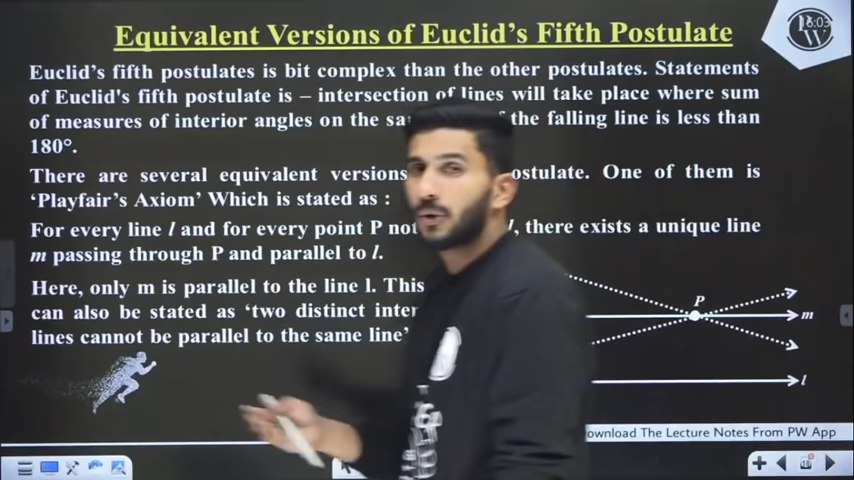 Equivalent Versions of Euclid's Fifth Postulate
16:03
Euclid's fifth postulates is bit complex than the other postulates. Statements
of Euclid's fifth postulate is – intersection of lines will take place where sum
of measures of interior angles on the the falling line is less than
180°.
There are several equivalent versions One of them is
'Playfair's Axiom' Which is stated as :
For every line l and for every point P l, there exists a unique line
m passing through P and parallel to l.
Here, only m is parallel to the line l. This
can also be stated as 'two distinct
lines cannot be parallel to the same line'
P
m
l
Download The Lecture Notes From PW App